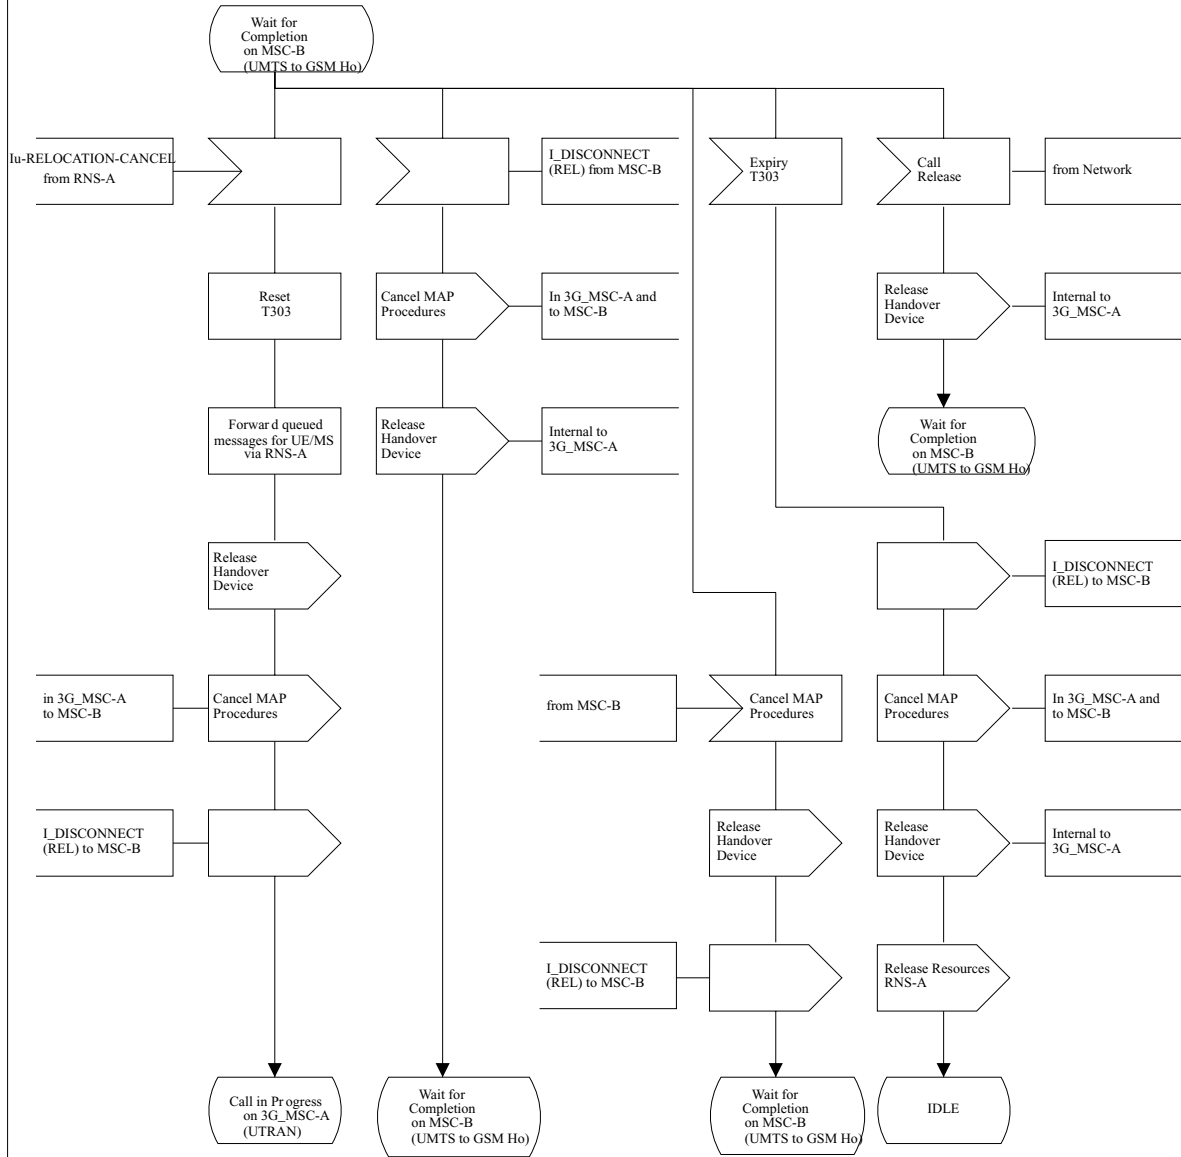 Wait for
Completion
on MSC-B
(UMTS to GSM Ho)
Iu-RELOCATION-CANCEL
from RNS-A
I_DISCONNECT
(REL) from MSC-B
Expiry
T303
Call
Release
from Network
Reset
T303
Cancel MAP
Procedures
In 3G_MSC-A and
to MSC-B
Release
Handover
Device
Internal to
3G_MSC-A
Forward queued
messages for UE/MS
via RNS-A
Release
Handover
Device
Internal to
3G_MSC-A
Wait for
Completion
on MSC-B
(UMTS to GSM Ho)
Release
Handover
Device
I_DISCONNECT
(REL) to MSC-B
in 3G_MSC-A
to MSC-B
Cancel MAP
Procedures
from MSC-B
Cancel MAP
Procedures
Cancel MAP
Procedures
In 3G_MSC-A and
to MSC-B
I_DISCONNECT
(REL) to MSC-B
Release
Handover
Device
Release
Handover
Device
Internal to
3G_MSC-A
I_DISCONNECT
(REL) to MSC-B
Release Resources
RNS-A
Call in Progress
on 3G_MSC-A
(UTRAN)
Wait for
Completion
on MSC-B
(UMTS to GSM Ho)
Wait for
Completion
on MSC-B
(UMTS to GSM Ho)
IDLE